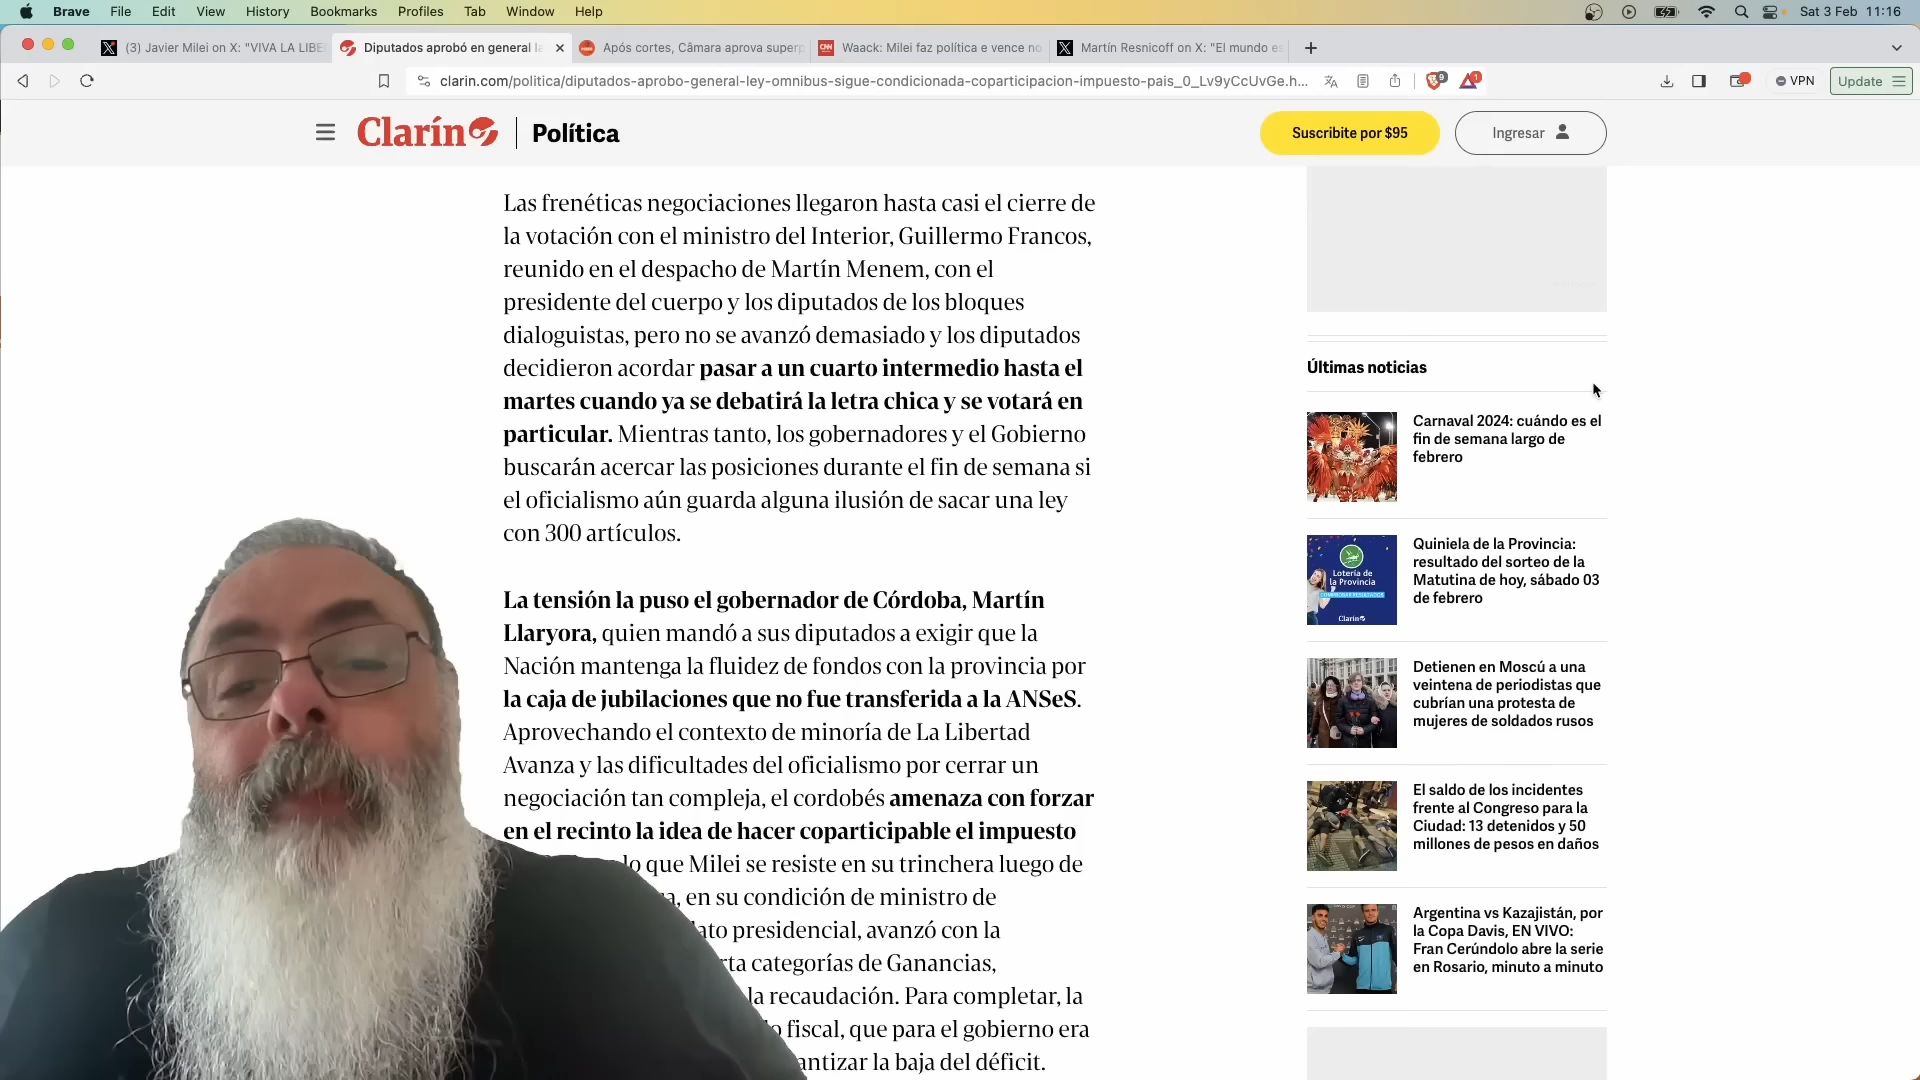 Brave File Edit View History Bookmarks Profiles Tab Window Help
Sat 3 Feb 11:16
(3) Javier Milei on X: "VIVA LA LIBE
Diputados aprobó en general la
Após cortes, Câmara aprova superp
Waack: Milei faz política e vence no
Martín Resnicoff on X: "El mundo es
clarin.com/politica/diputados-aprobo-general-ley-omnibus-sigue-condicionada-coparticipacion-impuesto-pais_0_Lv9yCcUvGe.h...
9
1
VPN
Update
Clarín
Política
Suscribite por $95
Ingresar
Las frenéticas negociaciones llegaron hasta casi el cierre de
la votación con el ministro del Interior, Guillermo Francos,
reunido en el despacho de Martín Menem, con el
presidente del cuerpo y los diputados de los bloques
dialoguistas, pero no se avanzó demasiado y los diputados
decidieron acordar pasar a un cuarto intermedio hasta el
martes cuando ya se debatirá la letra chica y se votará en
particular. Mientras tanto, los gobernadores y el Gobierno
buscarán acercar las posiciones durante el fin de semana si
el oficialismo aún guarda alguna ilusión de sacar una ley
con 300 artículos.
La tensión la puso el gobernador de Córdoba, Martín
Llaryora, quien mandó a sus diputados a exigir que la
Nación mantenga la fluidez de fondos con la provincia por
la caja de jubilaciones que no fue transferida a la ANSeS.
Aprovechando el contexto de minoría de La Libertad
Avanza y las dificultades del oficialismo por cerrar un
negociación tan compleja, el cordobés amenaza con forzar
en el recinto la idea de hacer coparticipable el impuesto
lo que Milei se resiste en su trinchera luego de
a, en su condición de ministro de
ato presidencial, avanzó con la
ta categorías de Ganancias,
la recaudación. Para completar, la
o fiscal, que para el gobierno era
antizar la baja del déficit.
Últimas noticias
Carnaval 2024: cuándo es el
fin de semana largo de
febrero
Lotería de
la Provincia
Clarín
Quiniela de la Provincia:
resultado del sorteo de la
Matutina de hoy, sábado 03
de febrero
Detienen en Moscú a una
veintena de periodistas que
cubrían una protesta de
mujeres de soldados rusos
El saldo de los incidentes
frente al Congreso para la
Ciudad: 13 detenidos y 50
millones de pesos en daños
Argentina vs Kazajistán, por
la Copa Davis, EN VIVO:
Fran Cerúndolo abre la serie
en Rosario, minuto a minuto